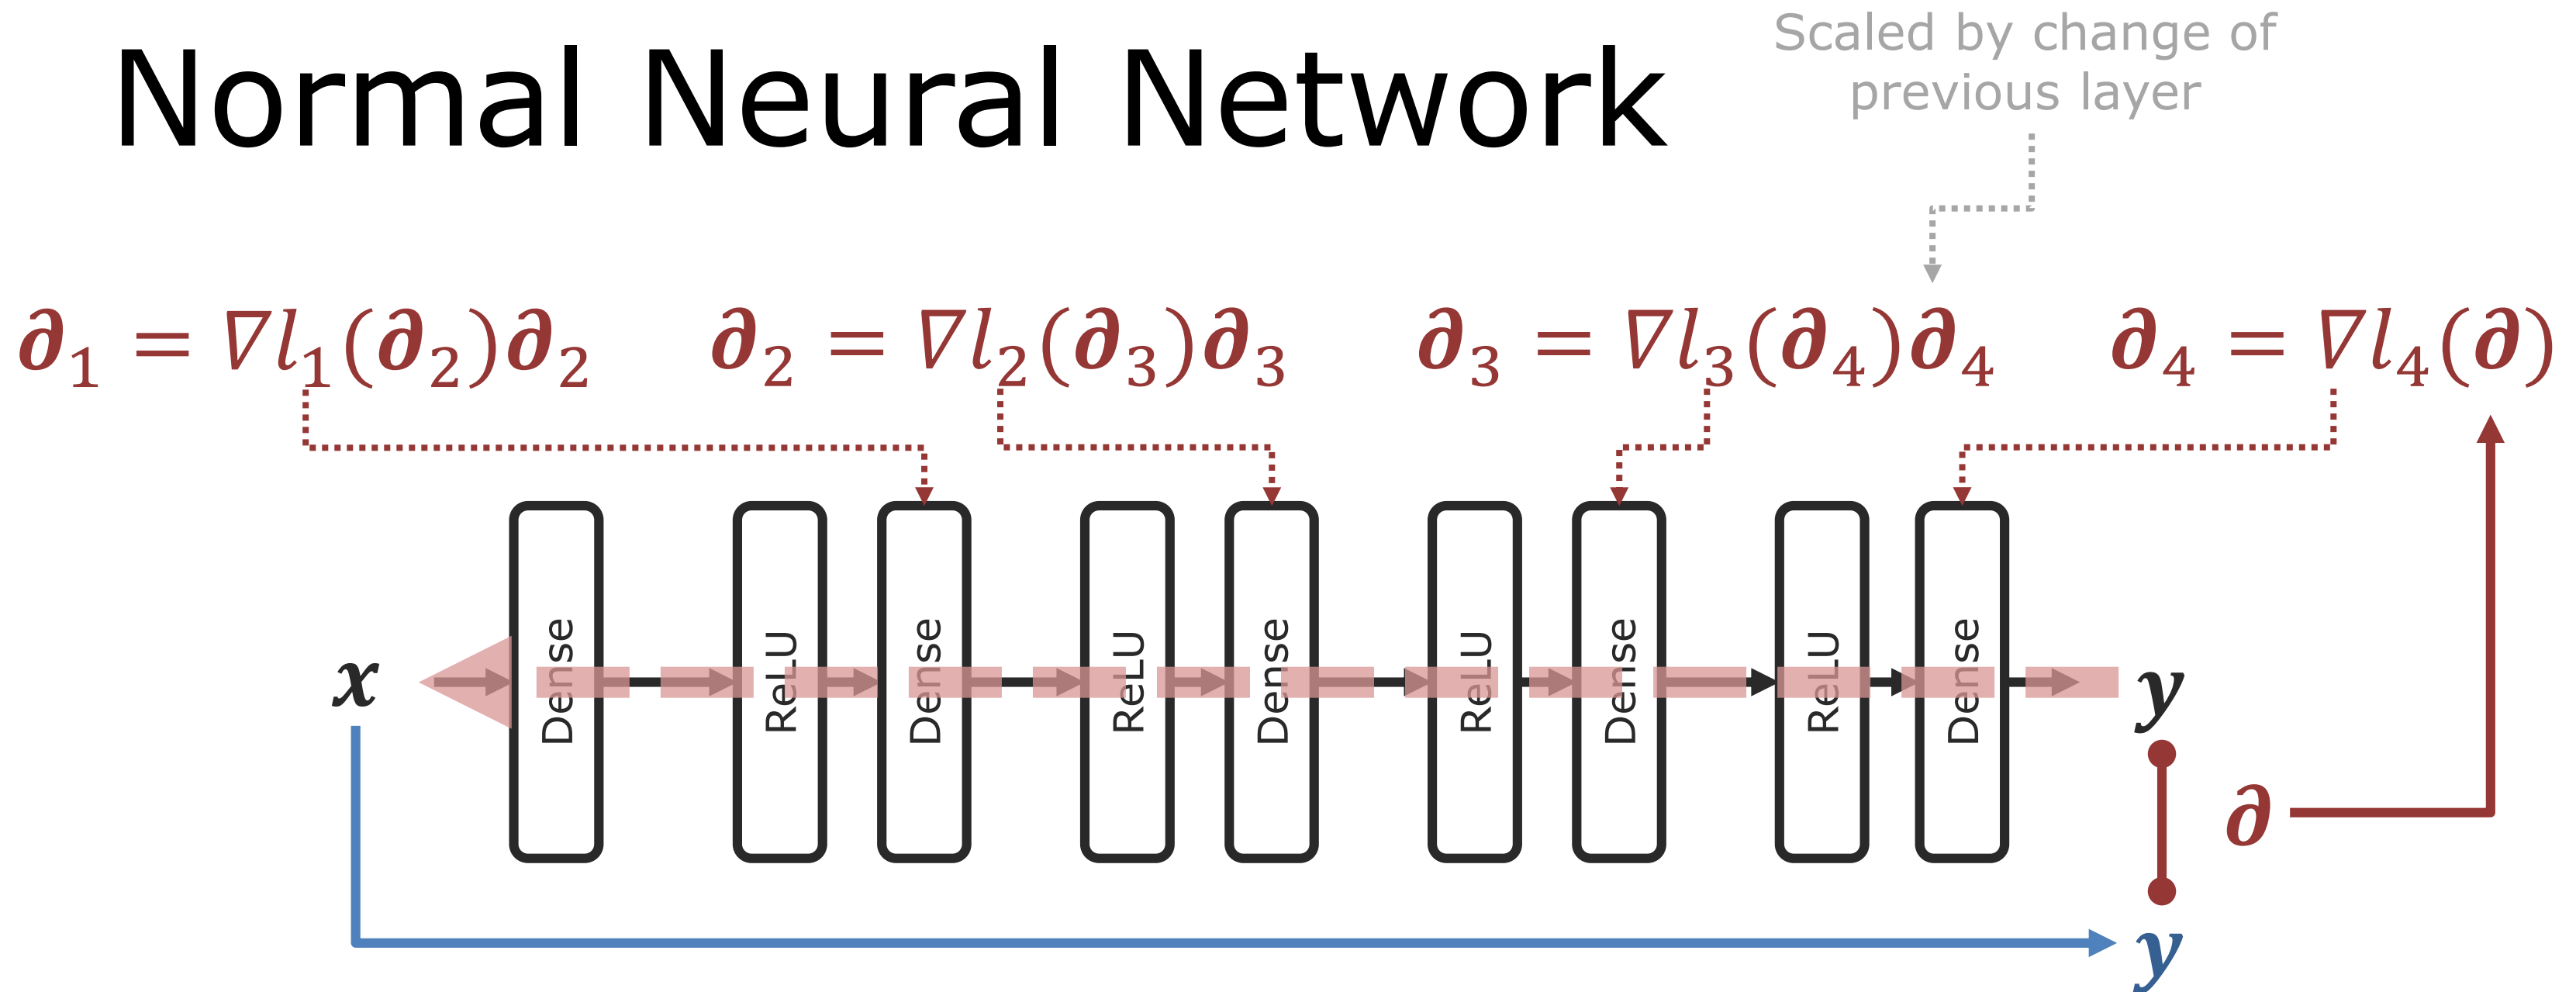 Normal Neural Network
Scaled by change of
previous layer
∂₁ = ∇l₁(∂₂)∂₂
∂₂ = ∇l₂(∂₃)∂₃
∂₃ = ∇l₃(∂₄)∂₄
∂₄ = ∇l₄(∂)
x
Dense
ReLU
Dense
ReLU
Dense
ReLU
Dense
ReLU
Dense
y
∂
y